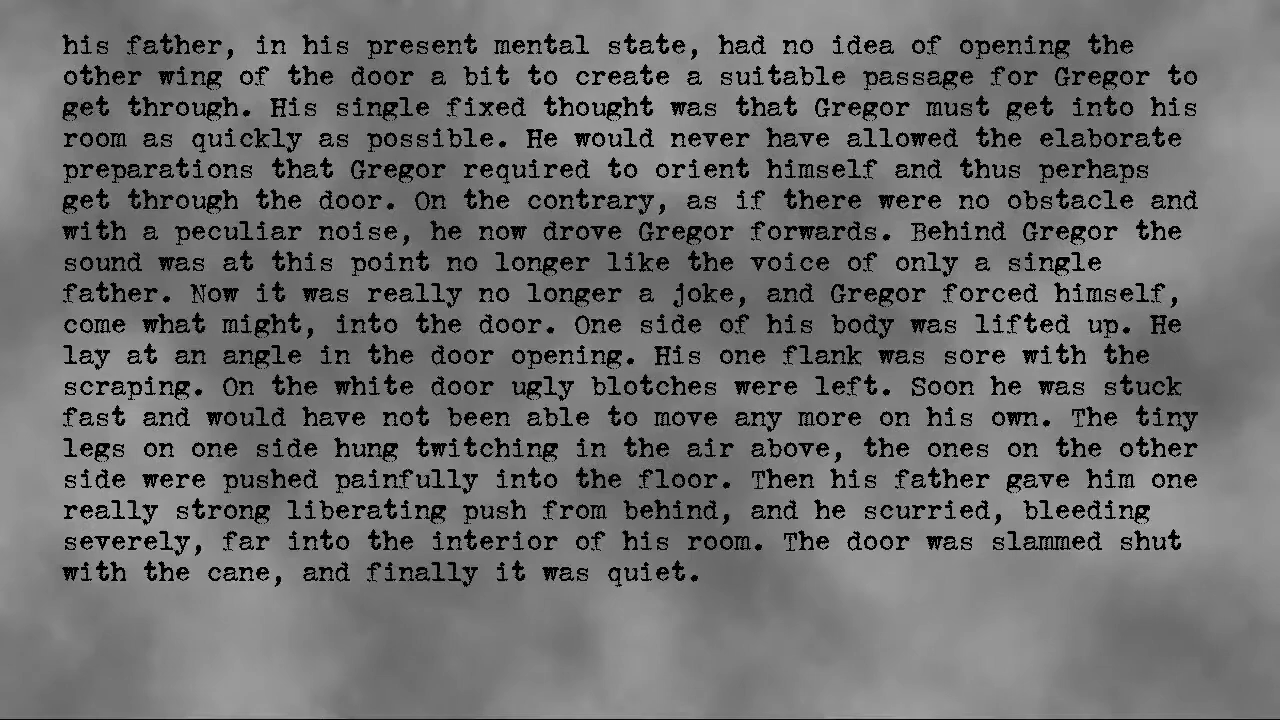 his father, in his present mental state, had no idea of opening the
other wing of the door a bit to create a suitable passage for Gregor to
get through. His single fixed thought was that Gregor must get into his
room as quickly as possible. He would never have allowed the elaborate
preparations that Gregor required to orient himself and thus perhaps
get through the door. On the contrary, as if there were no obstacle and
with a peculiar noise, he now drove Gregor forwards. Behind Gregor the
sound was at this point no longer like the voice of only a single
father. Now it was really no longer a joke, and Gregor forced himself,
come what might, into the door. One side of his body was lifted up. He
lay at an angle in the door opening. His one flank was sore with the
scraping. On the white door ugly blotches were left. Soon he was stuck
fast and would have not been able to move any more on his own. The tiny
legs on one side hung twitching in the air above, the ones on the other
side were pushed painfully into the floor. Then his father gave him one
really strong liberating push from behind, and he scurried, bleeding
severely, far into the interior of his room. The door was slammed shut
with the cane, and finally it was quiet.